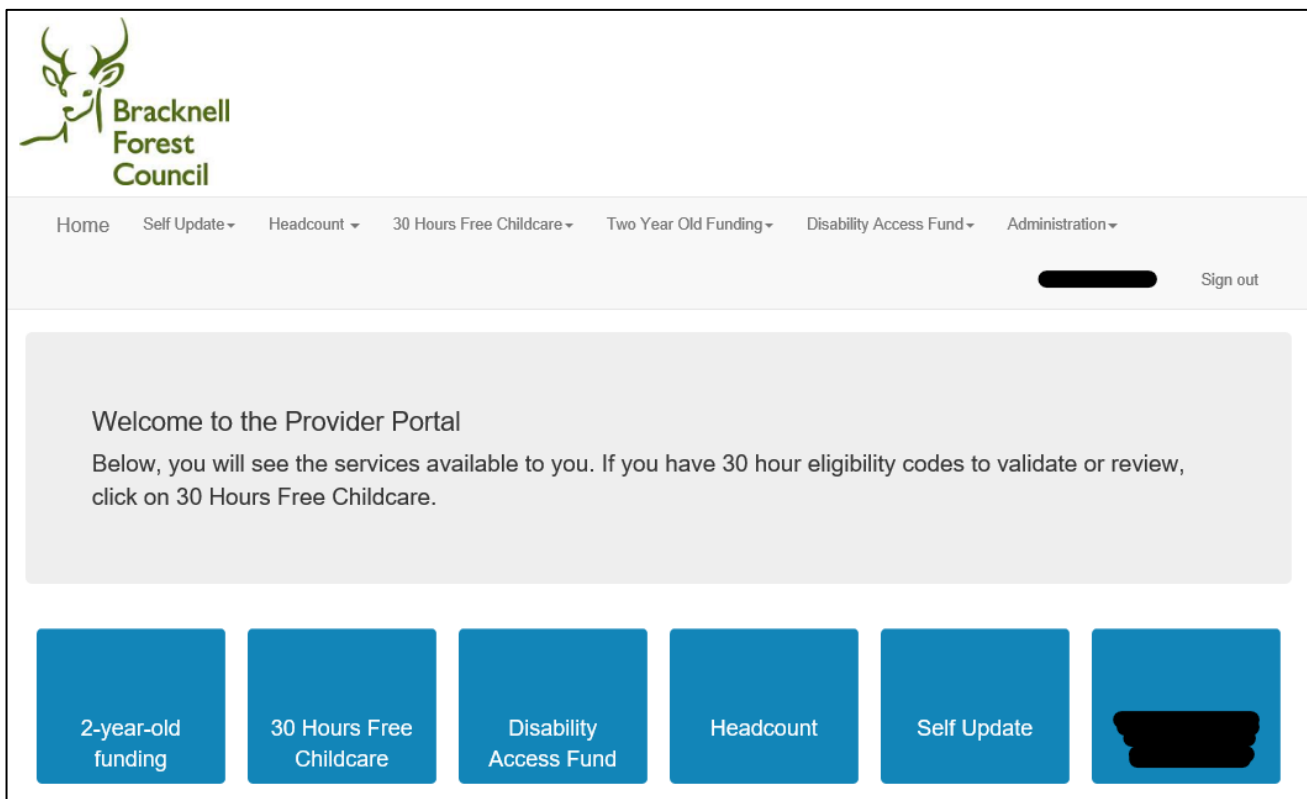 Bracknell
Forest
Council
Home Self Update Headcount 30 Hours Free Childcare Two Year Old Funding Disability Access Fund Administration
Sign out
Welcome to the Provider Portal
Below, you will see the services available to you. If you have 30 hour eligibility codes to validate or review,
click on 30 Hours Free Childcare.
2-year-old
funding
30 Hours Free
Childcare
Disability
Access Fund
Headcount
Self Update